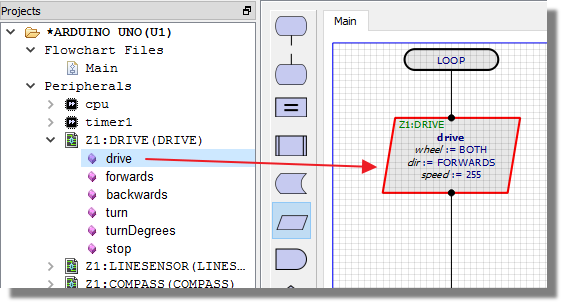 Projects
*ARDUINO UNO(U1)
Flowchart Files
Main
Peripherals
cpu
timer1
Z1:DRIVE(DRIVE)
drive
forwards
backwards
turn
turnDegrees
stop
Z1:LINESENSOR(LINES...
Z1:COMPASS(COMPASS)
Main
LOOP
Z1:DRIVE
drive
wheel := BOTH
dir := FORWARDS
speed := 255